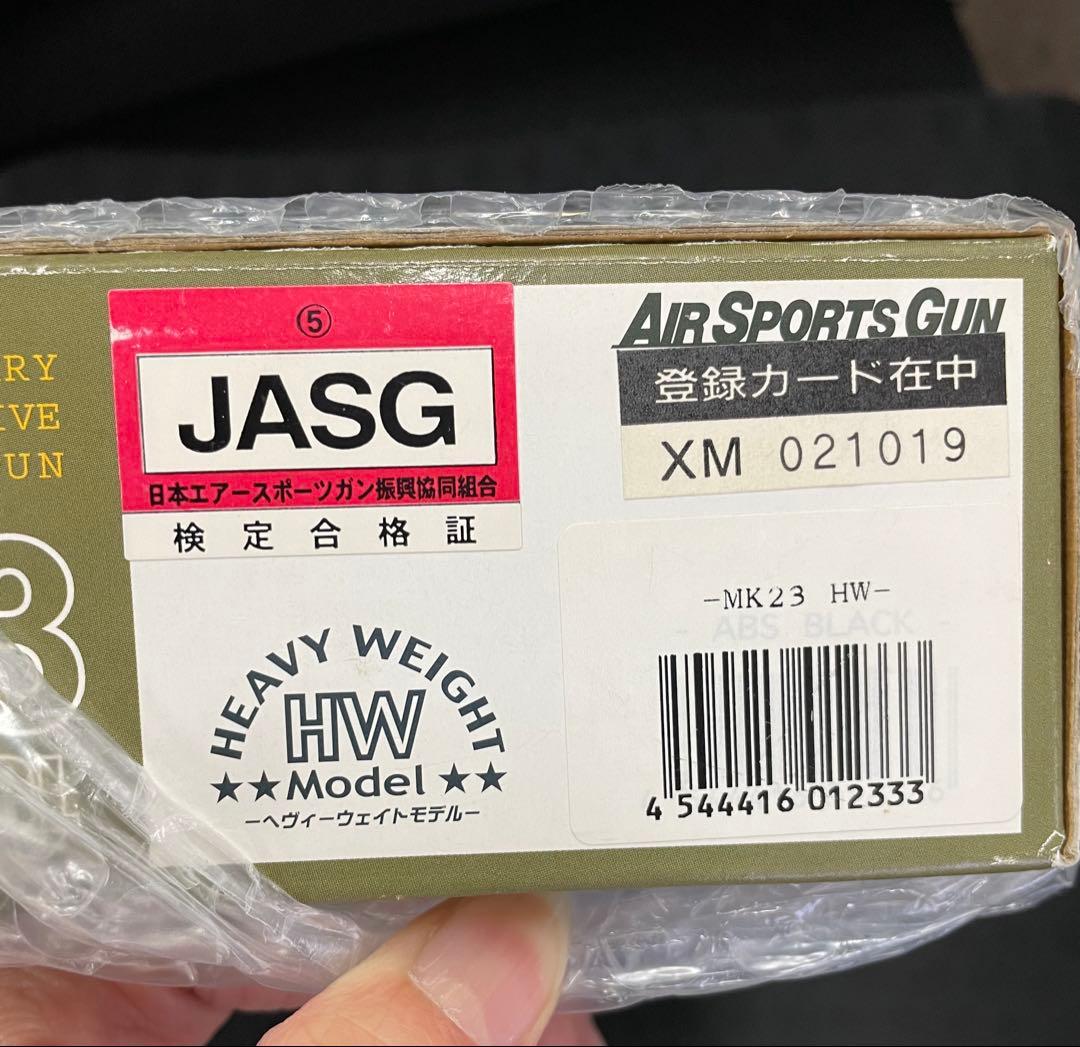 RY
IVE
UN
3
⑤
JASG
日本エアースポーツガン振興協同組合
検定合格証
AIR SPORTS GUN
登録カード在中
XM 021019
HEAVY WEIGHT
HW
★★Model★★
−ヘヴィーウェイトモデル−
-MK23 HW-
- ABS BLACK -
4 544416 012333